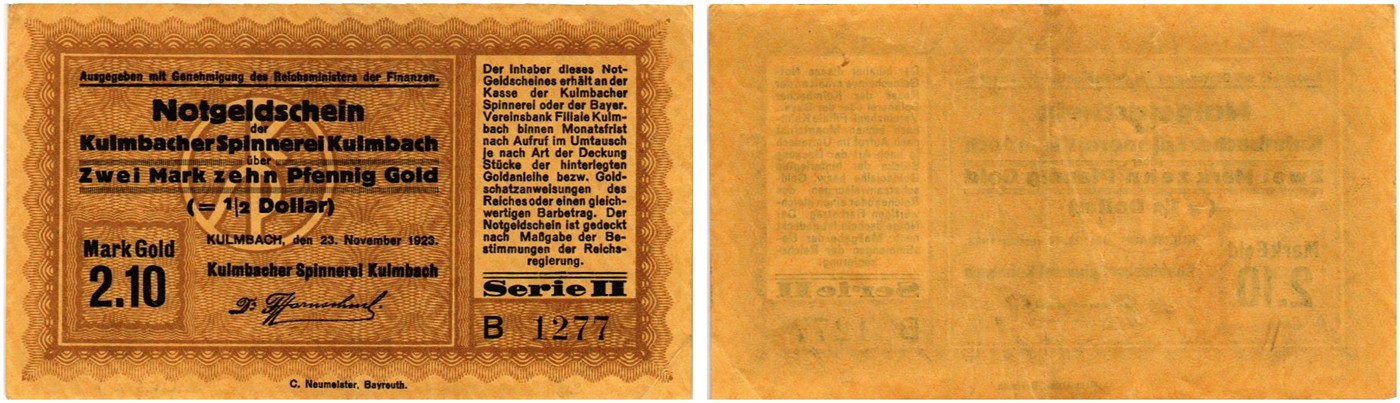 Ausgegeben mit Genehmigung des Reichsministers der Finanzen.
Notgeldschein
der
Kulmbacher Spinnerei Kulmbach
über
Zwei Mark zehn Pfennig Gold
(= 1|2 Dollar)
KULMBACH, den 23. November 1923.
Mark Gold
2.10
Kulmbacher Spinnerei Kulmbach
Der Inhaber dieses Not-
Geldscheines erhält an der
Kasse der Kulmbacher
Spinnerei oder der Bayer.
Vereinsbank Filiale Kulm-
bach binnen Monatsfrist
nach Aufruf im Umtausch
je nach Art der Deckung
Stücke der hinterlegten
Goldanleihe bezw. Gold-
schatzanweisungen des
Reiches oder einen gleich-
wertigen Barbetrag. Der
Notgeldschein ist gedeckt
nach Maßgabe der Be-
stimmungen der Reichs-
regierung.
Serie II
B 1277
C. Neumeister, Bayreuth.